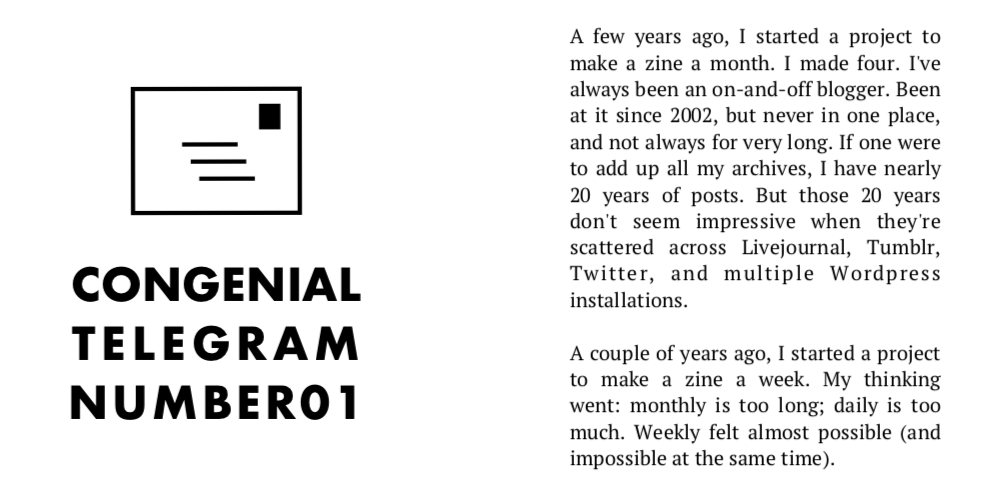 CONGENIAL
TELEGRAM
NUMBER01
A few years ago, I started a project to
make a zine a month. I made four. I've
always been an on-and-off blogger. Been
at it since 2002, but never in one place,
and not always for very long. If one were
to add up all my archives, I have nearly
20 years of posts. But those 20 years
don't seem impressive when they're
scattered across Livejournal, Tumblr,
Twitter, and multiple Wordpress
installations.
A couple of years ago, I started a project
to make a zine a week. My thinking
went: monthly is too long; daily is too
much. Weekly felt almost possible (and
impossible at the same time).